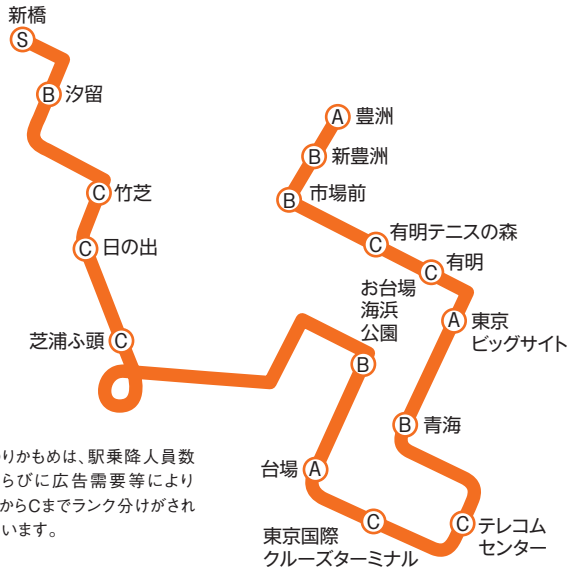 新橋
S
B 汐留
C 竹芝
C 日の出
芝浦ふ頭 C
A 豊洲
B 新豊洲
B 市場前
C 有明テニスの森
C 有明
お台場
海浜
公園
B
A 東京
ビッグサイト
B 青海
台場 A
C
東京国際
クルーズターミナル
C テレコム
センター
りかもめは、駅乗降人員数
らびに広告需要等により
からCまでランク分けがされ
います。